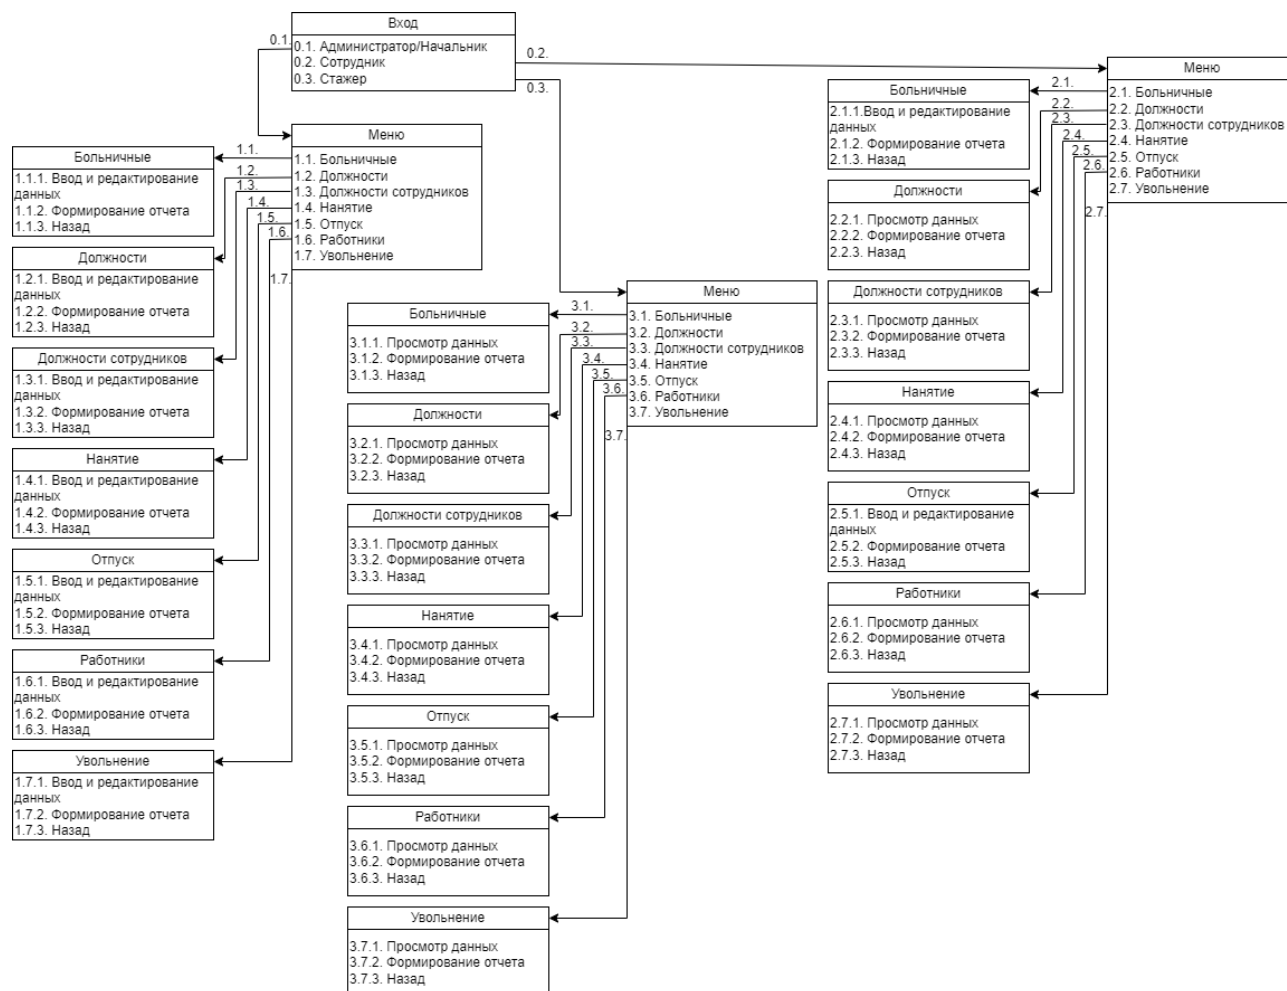 Вход
0.1. Администратор/Начальник
0.2. Сотрудник
0.3. Стажер
0.1.
0.2.
0.3.
Меню
1.1. Больничные
1.2. Должности
1.3. Должности сотрудников
1.4. Нанятие
1.5. Отпуск
1.6. Работники
1.7. Увольнение
1.1.
1.2.
1.3.
1.4.
1.5.
1.6.
1.7.
Больничные
1.1.1. Ввод и редактирование
данных
1.1.2. Формирование отчета
1.1.3. Назад
Должности
1.2.1. Ввод и редактирование
данных
1.2.2. Формирование отчета
1.2.3. Назад
Должности сотрудников
1.3.1. Ввод и редактирование
данных
1.3.2. Формирование отчета
1.3.3. Назад
Нанятие
1.4.1. Ввод и редактирование
данных
1.4.2. Формирование отчета
1.4.3. Назад
Отпуск
1.5.1. Ввод и редактирование
данных
1.5.2. Формирование отчета
1.5.3. Назад
Работники
1.6.1. Ввод и редактирование
данных
1.6.2. Формирование отчета
1.6.3. Назад
Увольнение
1.7.1. Ввод и редактирование
данных
1.7.2. Формирование отчета
1.7.3. Назад
Меню
3.1. Больничные
3.2. Должности
3.3. Должности сотрудников
3.4. Нанятие
3.5. Отпуск
3.6. Работники
3.7. Увольнение
3.1.
3.2.
3.3.
3.4.
3.5.
3.6.
3.7.
Больничные
3.1.1. Просмотр данных
3.1.2. Формирование отчета
3.1.3. Назад
Должности
3.2.1. Просмотр данных
3.2.2. Формирование отчета
3.2.3. Назад
Должности сотрудников
3.3.1. Просмотр данных
3.3.2. Формирование отчета
3.3.3. Назад
Нанятие
3.4.1. Просмотр данных
3.4.2. Формирование отчета
3.4.3. Назад
Отпуск
3.5.1. Просмотр данных
3.5.2. Формирование отчета
3.5.3. Назад
Работники
3.6.1. Просмотр данных
3.6.2. Формирование отчета
3.6.3. Назад
Увольнение
3.7.1. Просмотр данных
3.7.2. Формирование отчета
3.7.3. Назад
Меню
2.1. Больничные
2.2. Должности
2.3. Должности сотрудников
2.4. Нанятие
2.5. Отпуск
2.6. Работники
2.7. Увольнение
2.1.
2.2.
2.3.
2.4.
2.5.
2.6.
2.7.
Больничные
2.1.1.Ввод и редактирование
данных
2.1.2. Формирование отчета
2.1.3. Назад
Должности
2.2.1. Просмотр данных
2.2.2. Формирование отчета
2.2.3. Назад
Должности сотрудников
2.3.1. Просмотр данных
2.3.2. Формирование отчета
2.3.3. Назад
Нанятие
2.4.1. Просмотр данных
2.4.2. Формирование отчета
2.4.3. Назад
Отпуск
2.5.1. Ввод и редактирование
данных
2.5.2. Формирование отчета
2.5.3. Назад
Работники
2.6.1. Просмотр данных
2.6.2. Формирование отчета
2.6.3. Назад
Увольнение
2.7.1. Просмотр данных
2.7.2. Формирование отчета
2.7.3. Назад